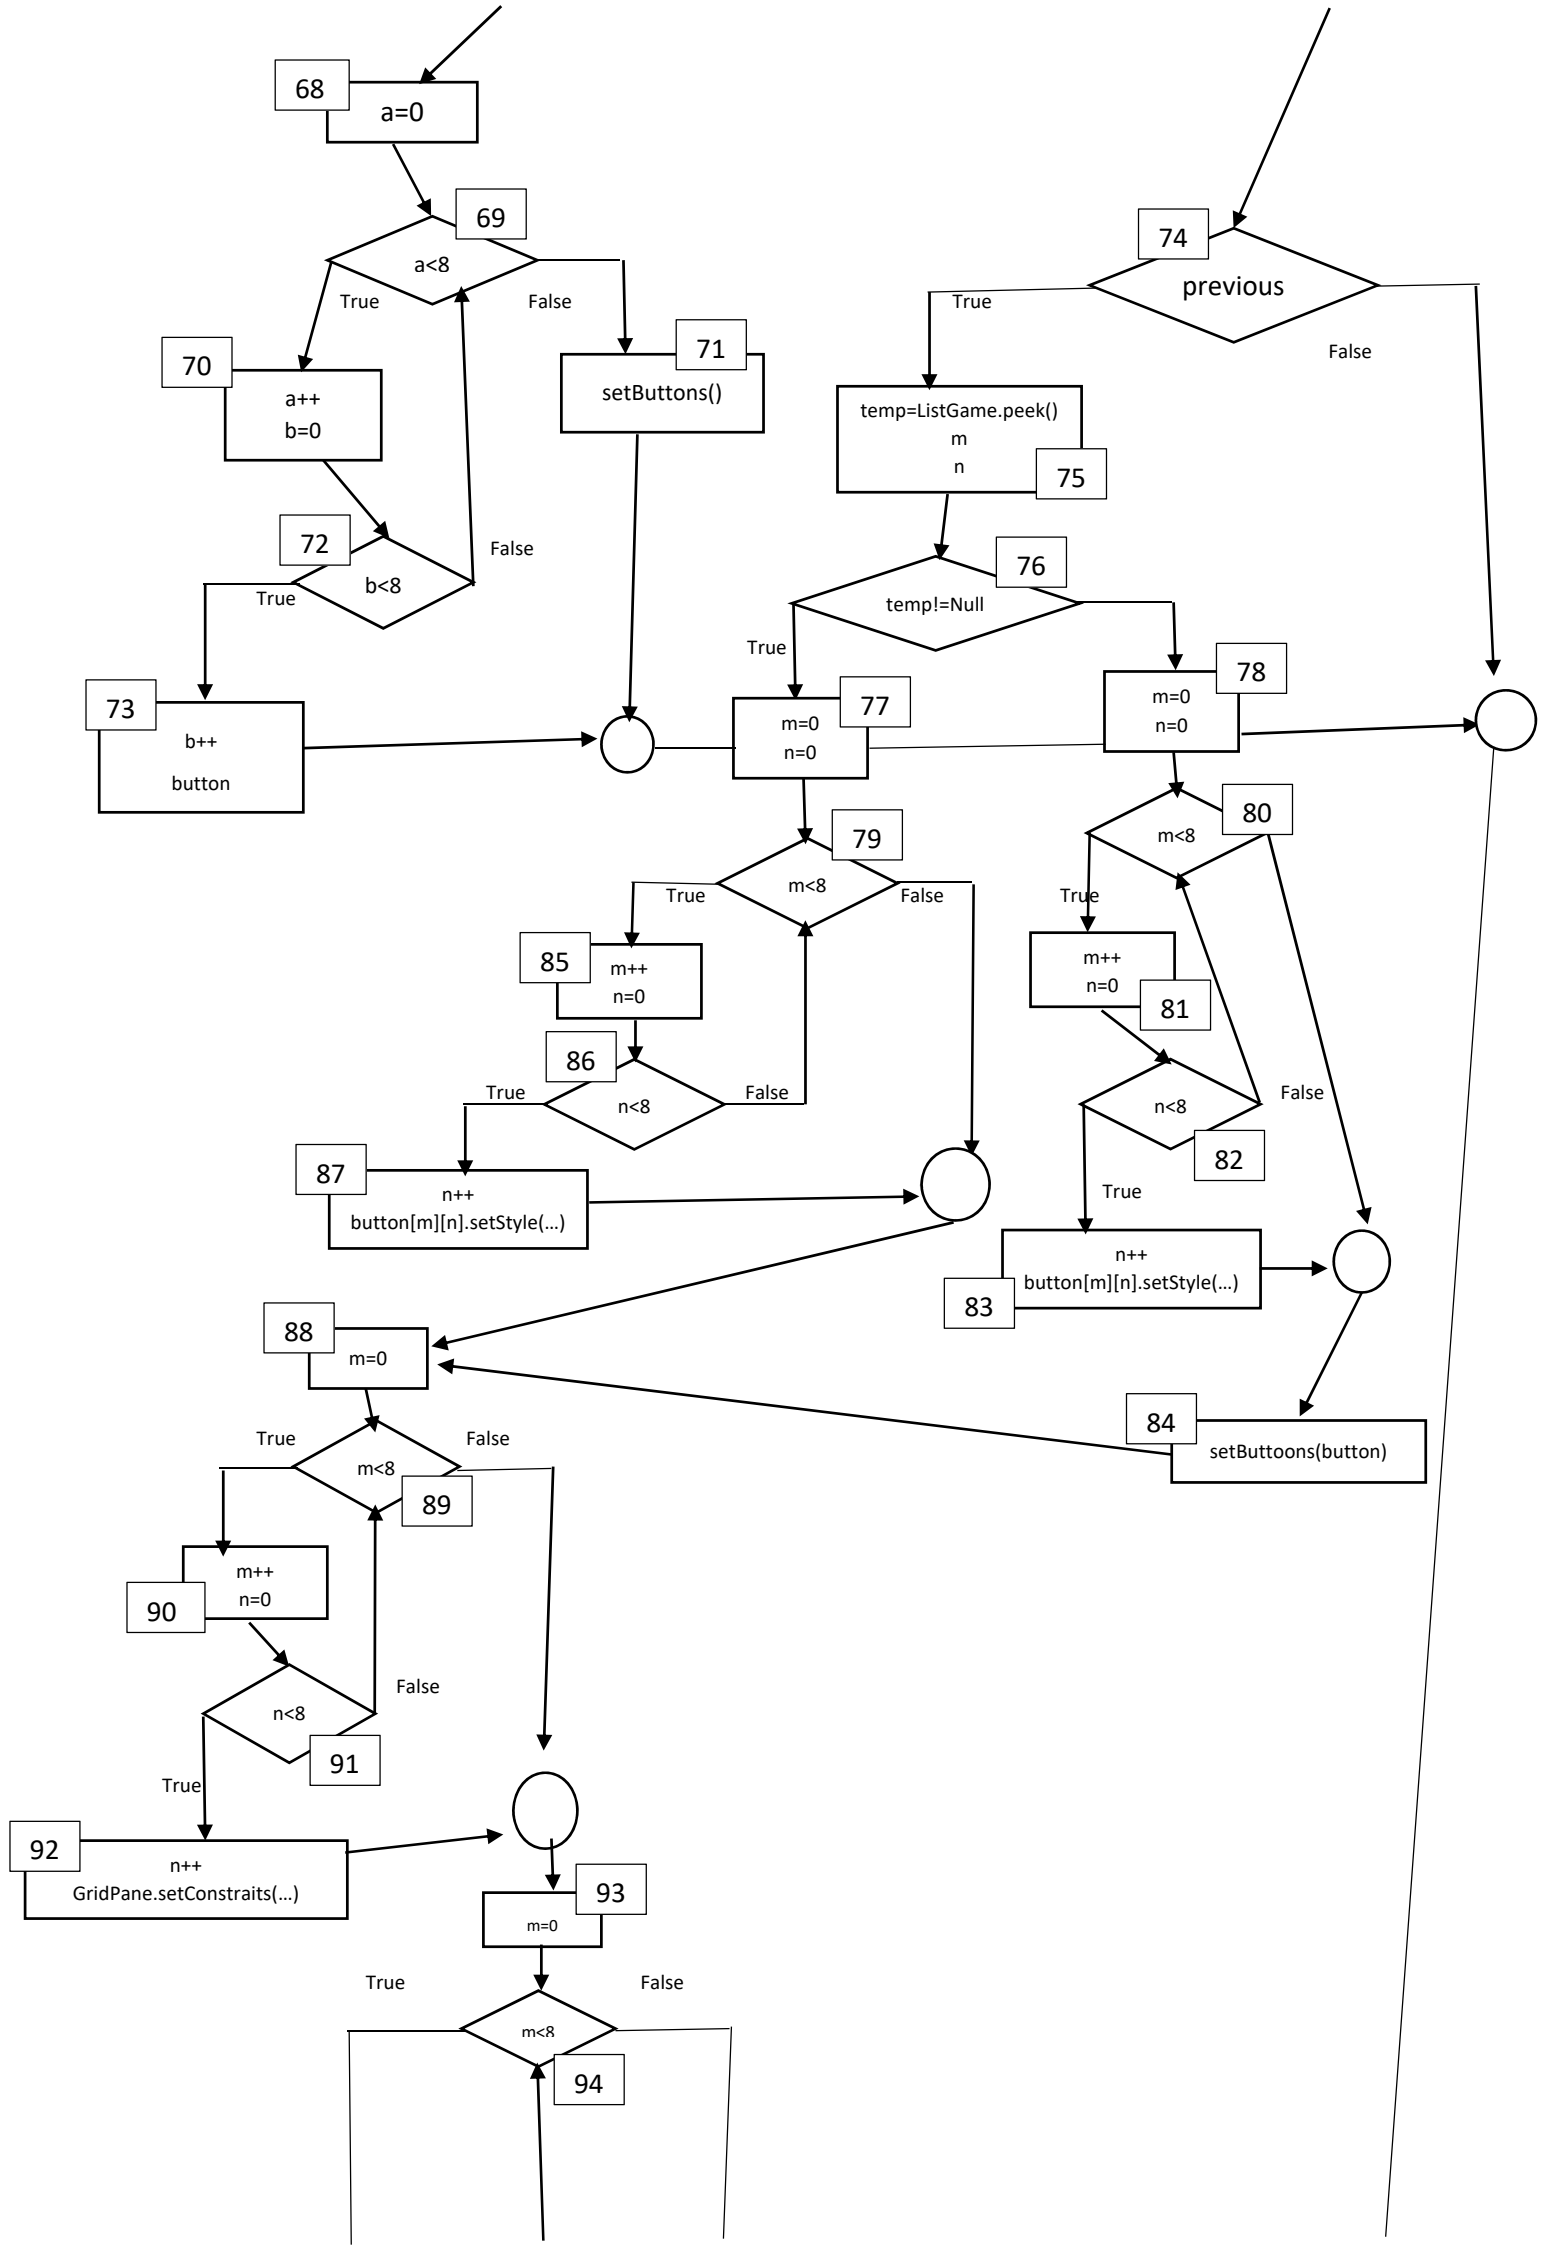 68
a=0
69
a<8
True
False
70
a++
b=0
71
setButtons()
72
b<8
True
False
73
b++
button
74
previous
True
False
temp=ListGame.peek()
m
n
75
76
temp!=Null
True
77
m=0
n=0
78
m=0
n=0
79
m<8
True
False
80
m<8
True
85
m++
n=0
m++
n=0
81
86
n<8
True
False
n<8
False
82
True
87
n++
button[m][n].setStyle(...)
n++
button[m][n].setStyle(...)
83
88
m=0
84
setButtoons(button)
True
False
m<8
89
m++
n=0
90
n<8
False
91
True
92
n++
GridPane.setConstraits(...)
93
m=0
True
False
m<8
94